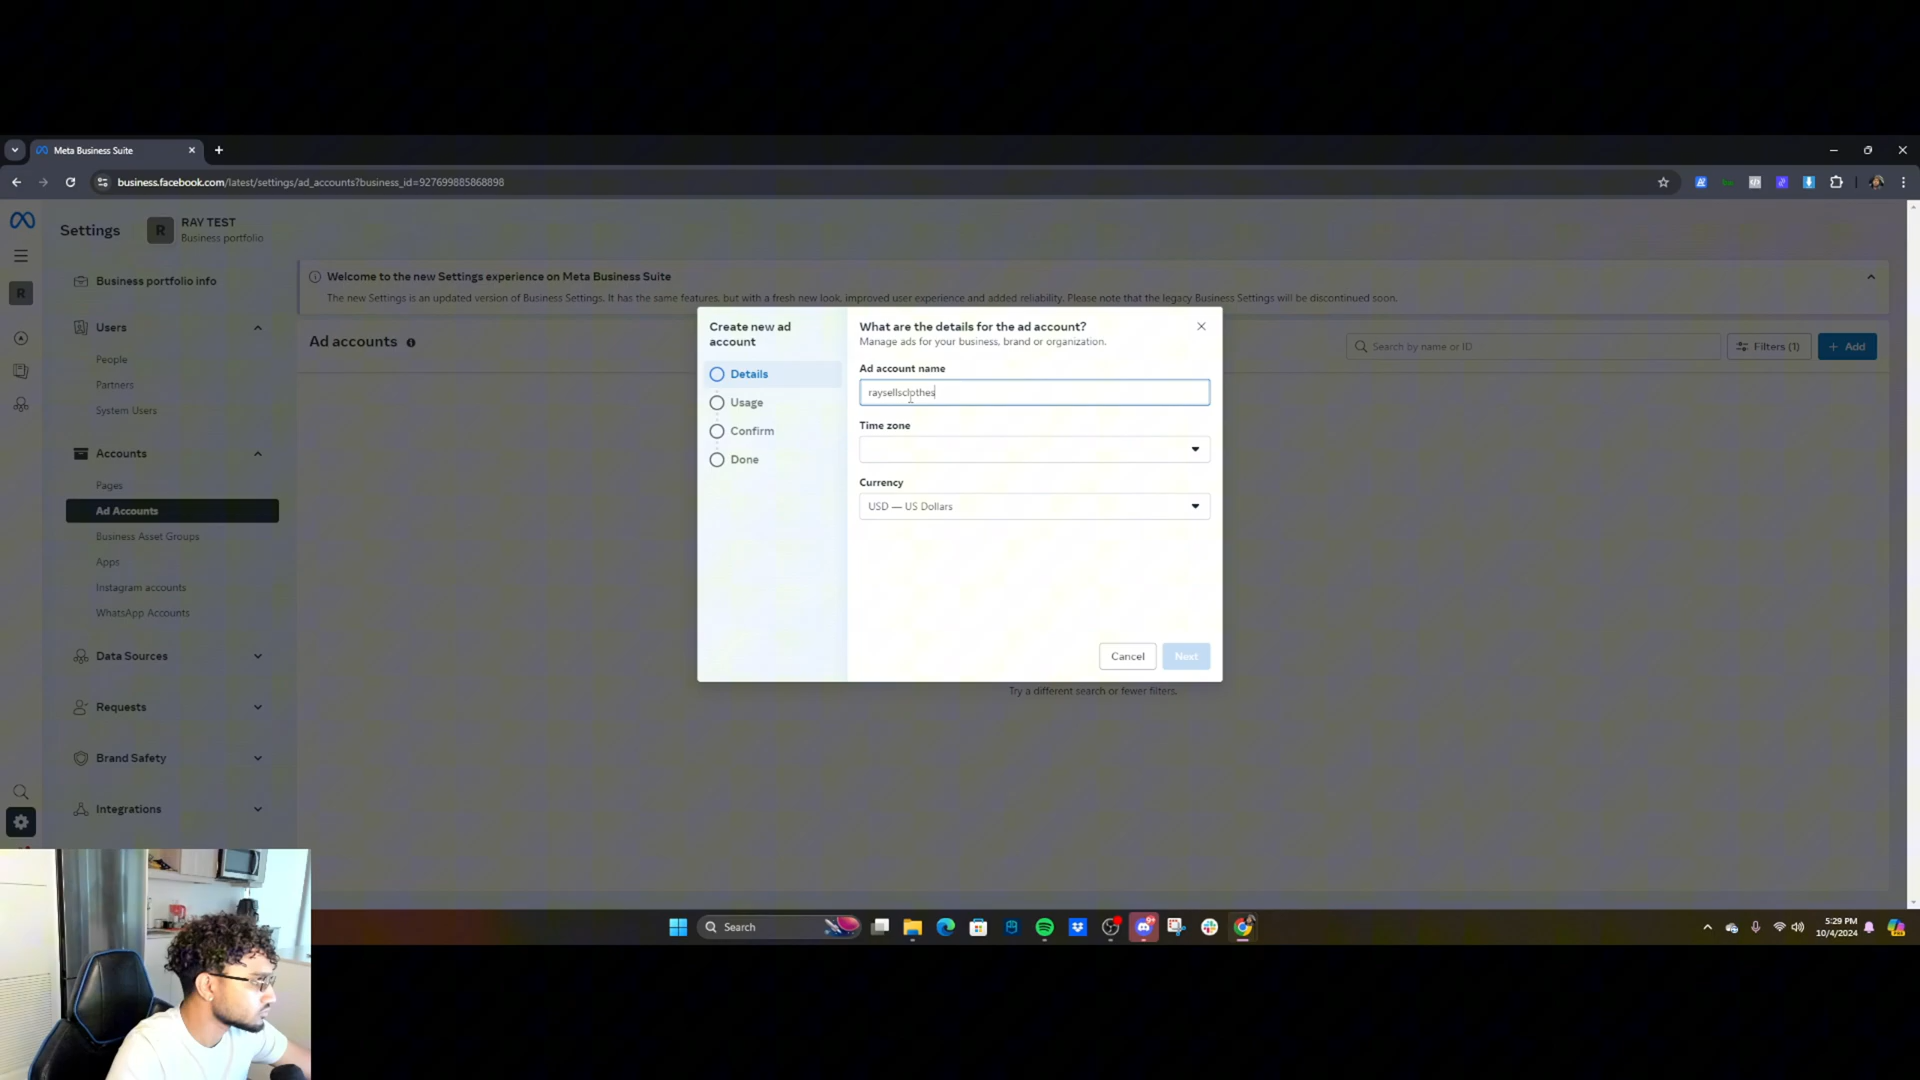 Meta Business Suite
business.facebook.com/latest/settings/ad_accounts?business_id=927699885868898
Settings
R
RAY TEST
Business portfolio
R
Business portfolio info
Users
People
Partners
System Users
Accounts
Pages
Ad Accounts
Business Asset Groups
Apps
Instagram accounts
WhatsApp Accounts
Data Sources
Requests
Brand Safety
Integrations
Welcome to the new Settings experience on Meta Business Suite
The new Settings is an updated version of Business Settings. It has the same features, but with a fresh new look, improved user experience and added reliability. Please note that the legacy Business Settings will be discontinued soon.
Ad accounts
Search by name or ID
Filters (1)
+ Add
Create new ad
account
Details
Usage
Confirm
Done
What are the details for the ad account?
Manage ads for your business, brand or organization.
Ad account name
raysellsclothes
Time zone
Currency
USD — US Dollars
Cancel
Next
Try a different search or fewer filters.
Search
5:29 PM
10/4/2024